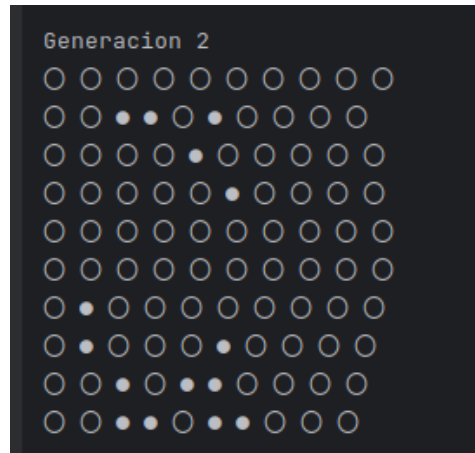 Generacion 2
○ ○ ○ ○ ○ ○ ○ ○ ○ ○
○ ○ ● ● ○ ● ○ ○ ○ ○
○ ○ ○ ○ ● ○ ○ ○ ○ ○
○ ○ ○ ○ ○ ● ○ ○ ○ ○
○ ○ ○ ○ ○ ○ ○ ○ ○ ○
○ ○ ○ ○ ○ ○ ○ ○ ○ ○
○ ● ○ ○ ○ ○ ○ ○ ○ ○
○ ● ○ ○ ○ ● ○ ○ ○ ○
○ ○ ● ○ ● ● ○ ○ ○ ○
○ ○ ● ● ○ ● ● ○ ○ ○